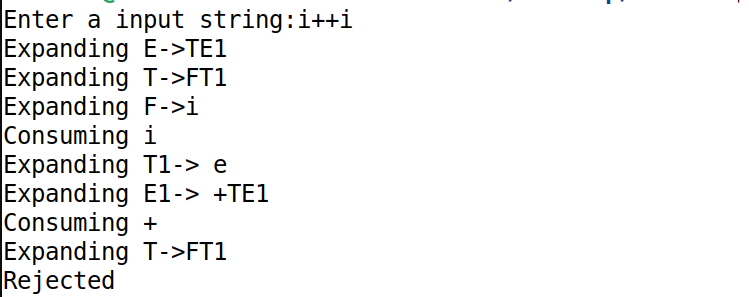 Enter a input string:i++i
Expanding E->TE1
Expanding T->FT1
Expanding F->i
Consuming i
Expanding T1-> e
Expanding E1-> +TE1
Consuming +
Expanding T->FT1
Rejected